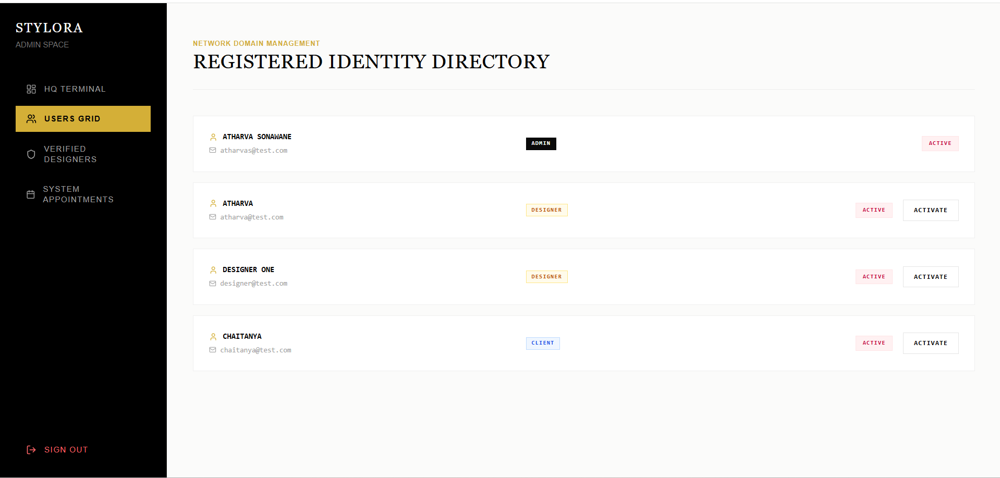 STYLORA
ADMIN SPACE
HQ TERMINAL
USERS GRID
VERIFIED
DESIGNERS
SYSTEM
APPOINTMENTS
SIGN OUT
NETWORK DOMAIN MANAGEMENT
REGISTERED IDENTITY DIRECTORY
ATHARVA SONAWANE
atharvas@test.com
ADMIN
ACTIVE
ATHARVA
atharva@test.com
DESIGNER
ACTIVE
ACTIVATE
DESIGNER ONE
designer@test.com
DESIGNER
ACTIVE
ACTIVATE
CHAITANYA
chaitanya@test.com
CLIENT
ACTIVE
ACTIVATE